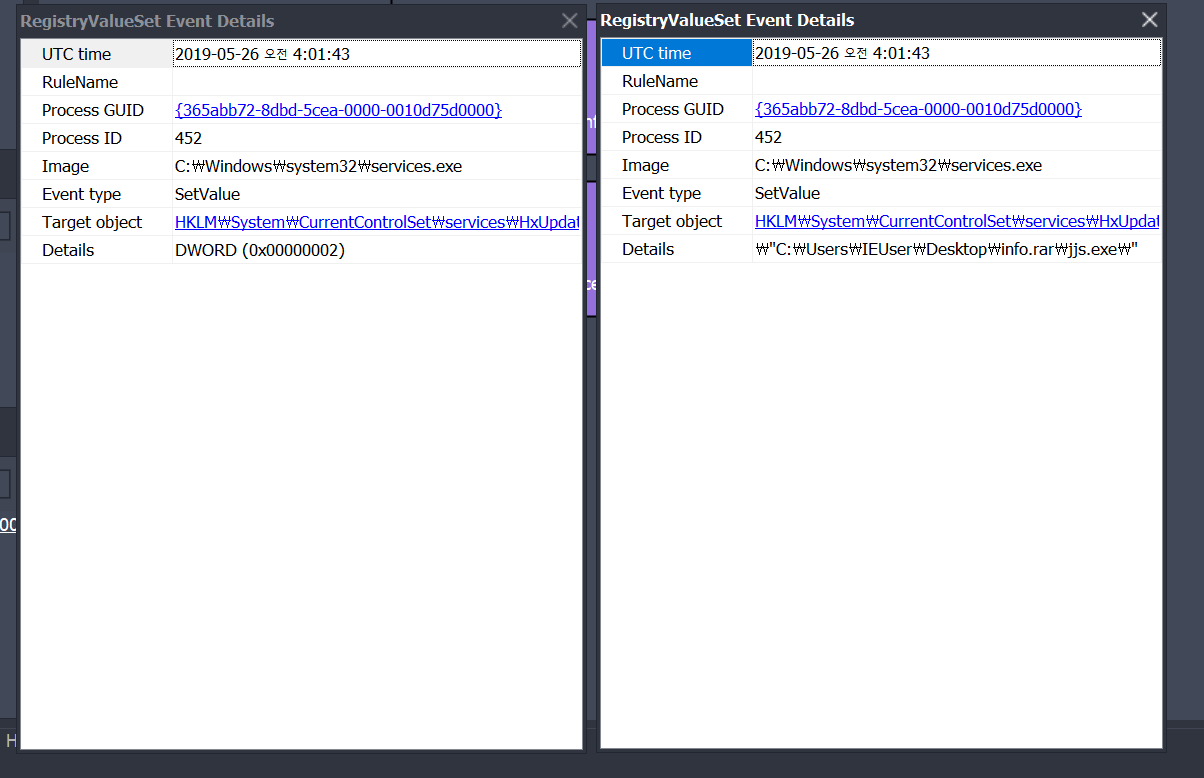 RegistryValueSet Event Details
UTC time 2019-05-26 오전 4:01:43
RuleName
Process GUID {365abb72-8dbd-5cea-0000-0010d75d0000}
Process ID 452
Image C:₩Windows₩system32₩services.exe
Event type SetValue
Target object HKLM₩System₩CurrentControlSet₩services₩HxUpdat
Details DWORD (0x00000002)
RegistryValueSet Event Details
UTC time 2019-05-26 오전 4:01:43
RuleName
Process GUID {365abb72-8dbd-5cea-0000-0010d75d0000}
Process ID 452
Image C:₩Windows₩system32₩services.exe
Event type SetValue
Target object HKLM₩System₩CurrentControlSet₩services₩HxUpdat
Details ₩"C:₩Users₩IEUser₩Desktop₩info.rar₩jjs.exe₩"